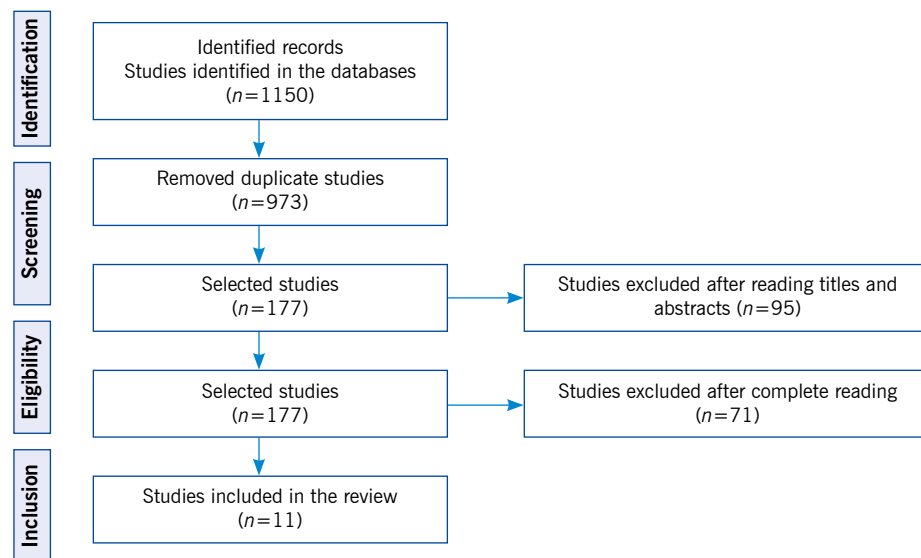 Identification
Identified records
Studies identified in the databases
(n=1150)
Screening
Removed duplicate studies
(n=973)
Selected studies
(n=177)
Studies excluded after reading titles and
abstracts (n=95)
Eligibility
Selected studies
(n=177)
Studies excluded after complete reading
(n=71)
Inclusion
Studies included in the review
(n=11)